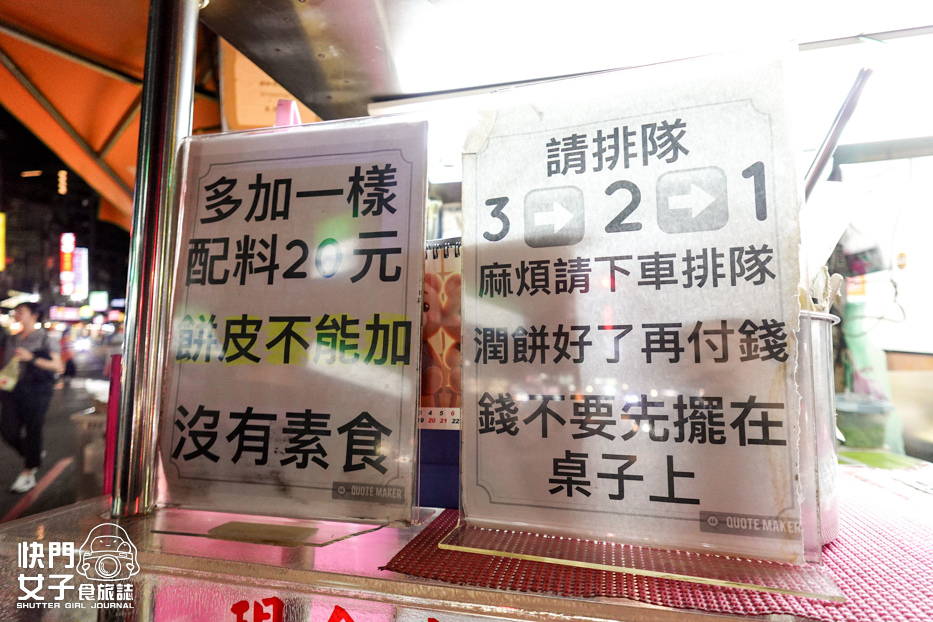 多加一樣
配料20元
餅皮不能加
沒有素食
QUOTE MAKER
請排隊
3➡2➡1
麻煩請下車排隊
潤餅好了再付錢
錢不要先擺在
桌子上
QUOTE MAKER
4 5 6
快門
女子食旅誌
SHUTTER GIRL JOURNAL